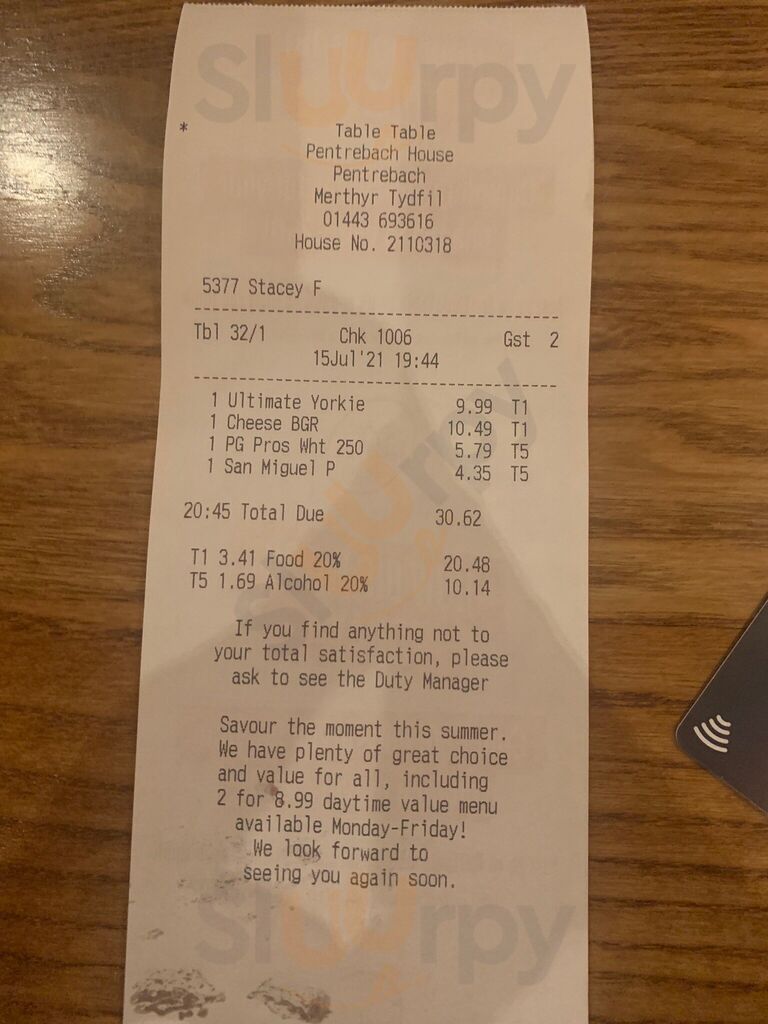 Sluurpy
*
Table Table
Pentrebach House
Pentrebach
Merthyr Tydfil
01443 693616
House No. 2110318
5377 Stacey F
Tbl 32/1 Chk 1006 Gst 2
15Jul'21 19:44
1 Ultimate Yorkie 9.99 T1
1 Cheese BGR 10.49 T1
1 PG Pros Wht 250 5.79 T5
1 San Miguel P 4.35 T5
20:45 Total Due 30.62
T1 3.41 Food 20% 20.48
T5 1.69 Alcohol 20% 10.14
Sluurpy
If you find anything not to
your total satisfaction, please
ask to see the Duty Manager
Savour the moment this summer.
We have plenty of great choice
and value for all, including
2 for 8.99 daytime value menu
available Monday-Friday!
We look forward to
seeing you again soon.
Sluurpy